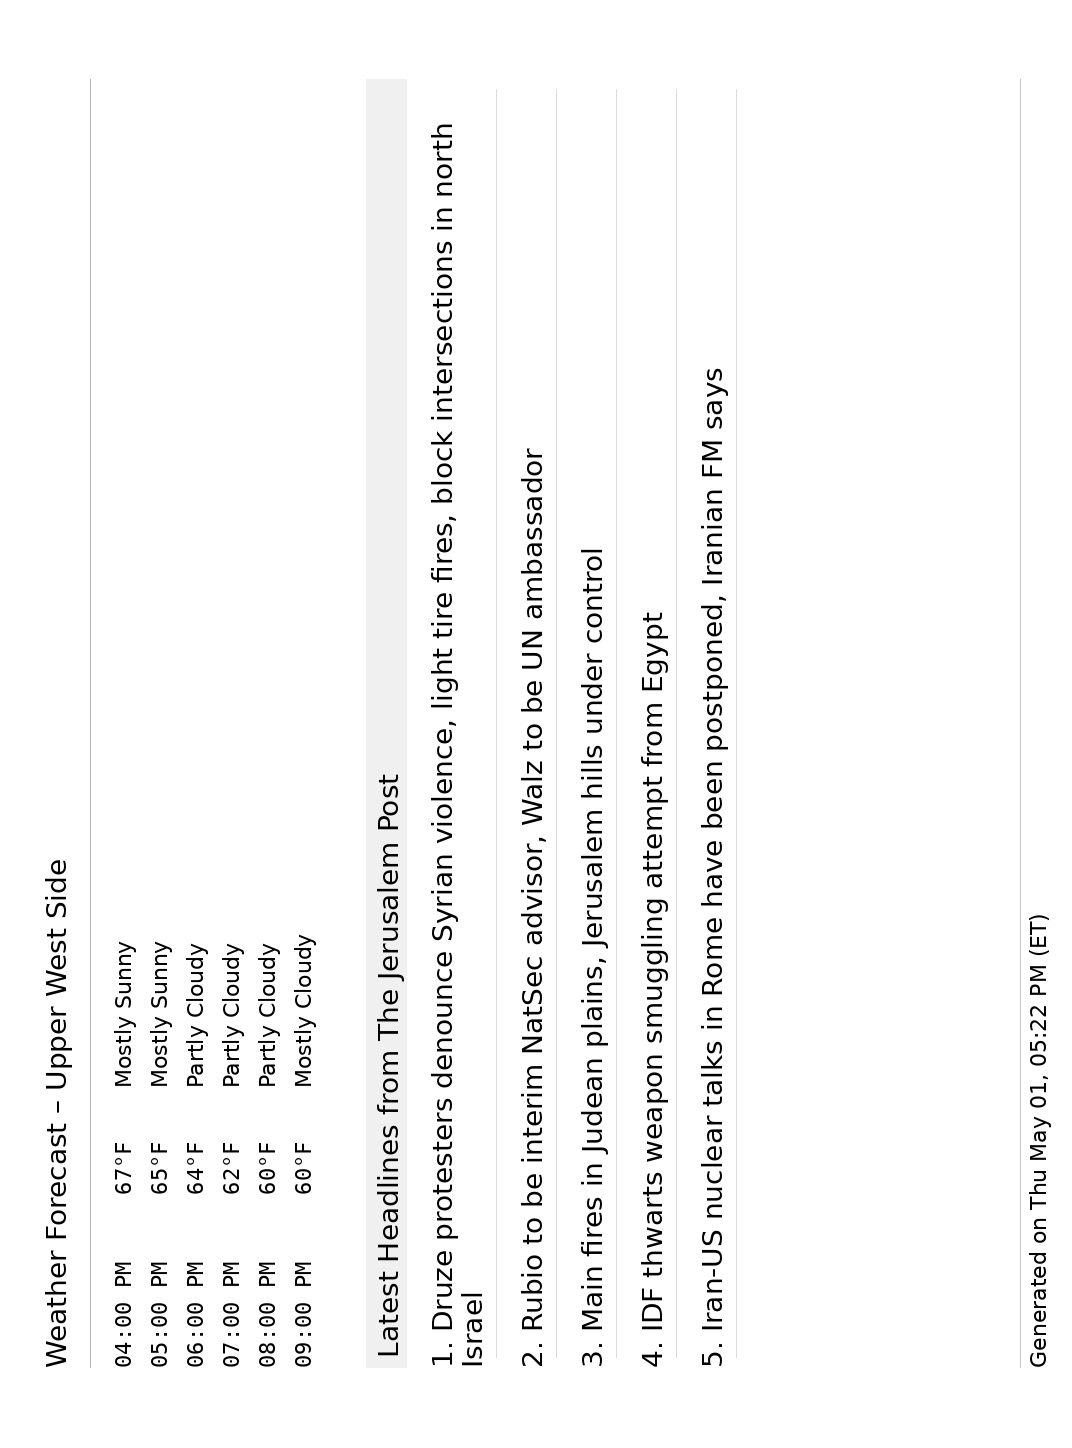 Weather Forecast – Upper West Side
04:00 PM 67°F Mostly Sunny
05:00 PM 65°F Mostly Sunny
06:00 PM 64°F Partly Cloudy
07:00 PM 62°F Partly Cloudy
08:00 PM 60°F Partly Cloudy
09:00 PM 60°F Mostly Cloudy
Latest Headlines from The Jerusalem Post
1. Druze protesters denounce Syrian violence, light tire fires, block intersections in north
Israel
2. Rubio to be interim NatSec advisor, Walz to be UN ambassador
3. Main fires in Judean plains, Jerusalem hills under control
4. IDF thwarts weapon smuggling attempt from Egypt
5. Iran-US nuclear talks in Rome have been postponed, Iranian FM says
Generated on Thu May 01, 05:22 PM (ET)